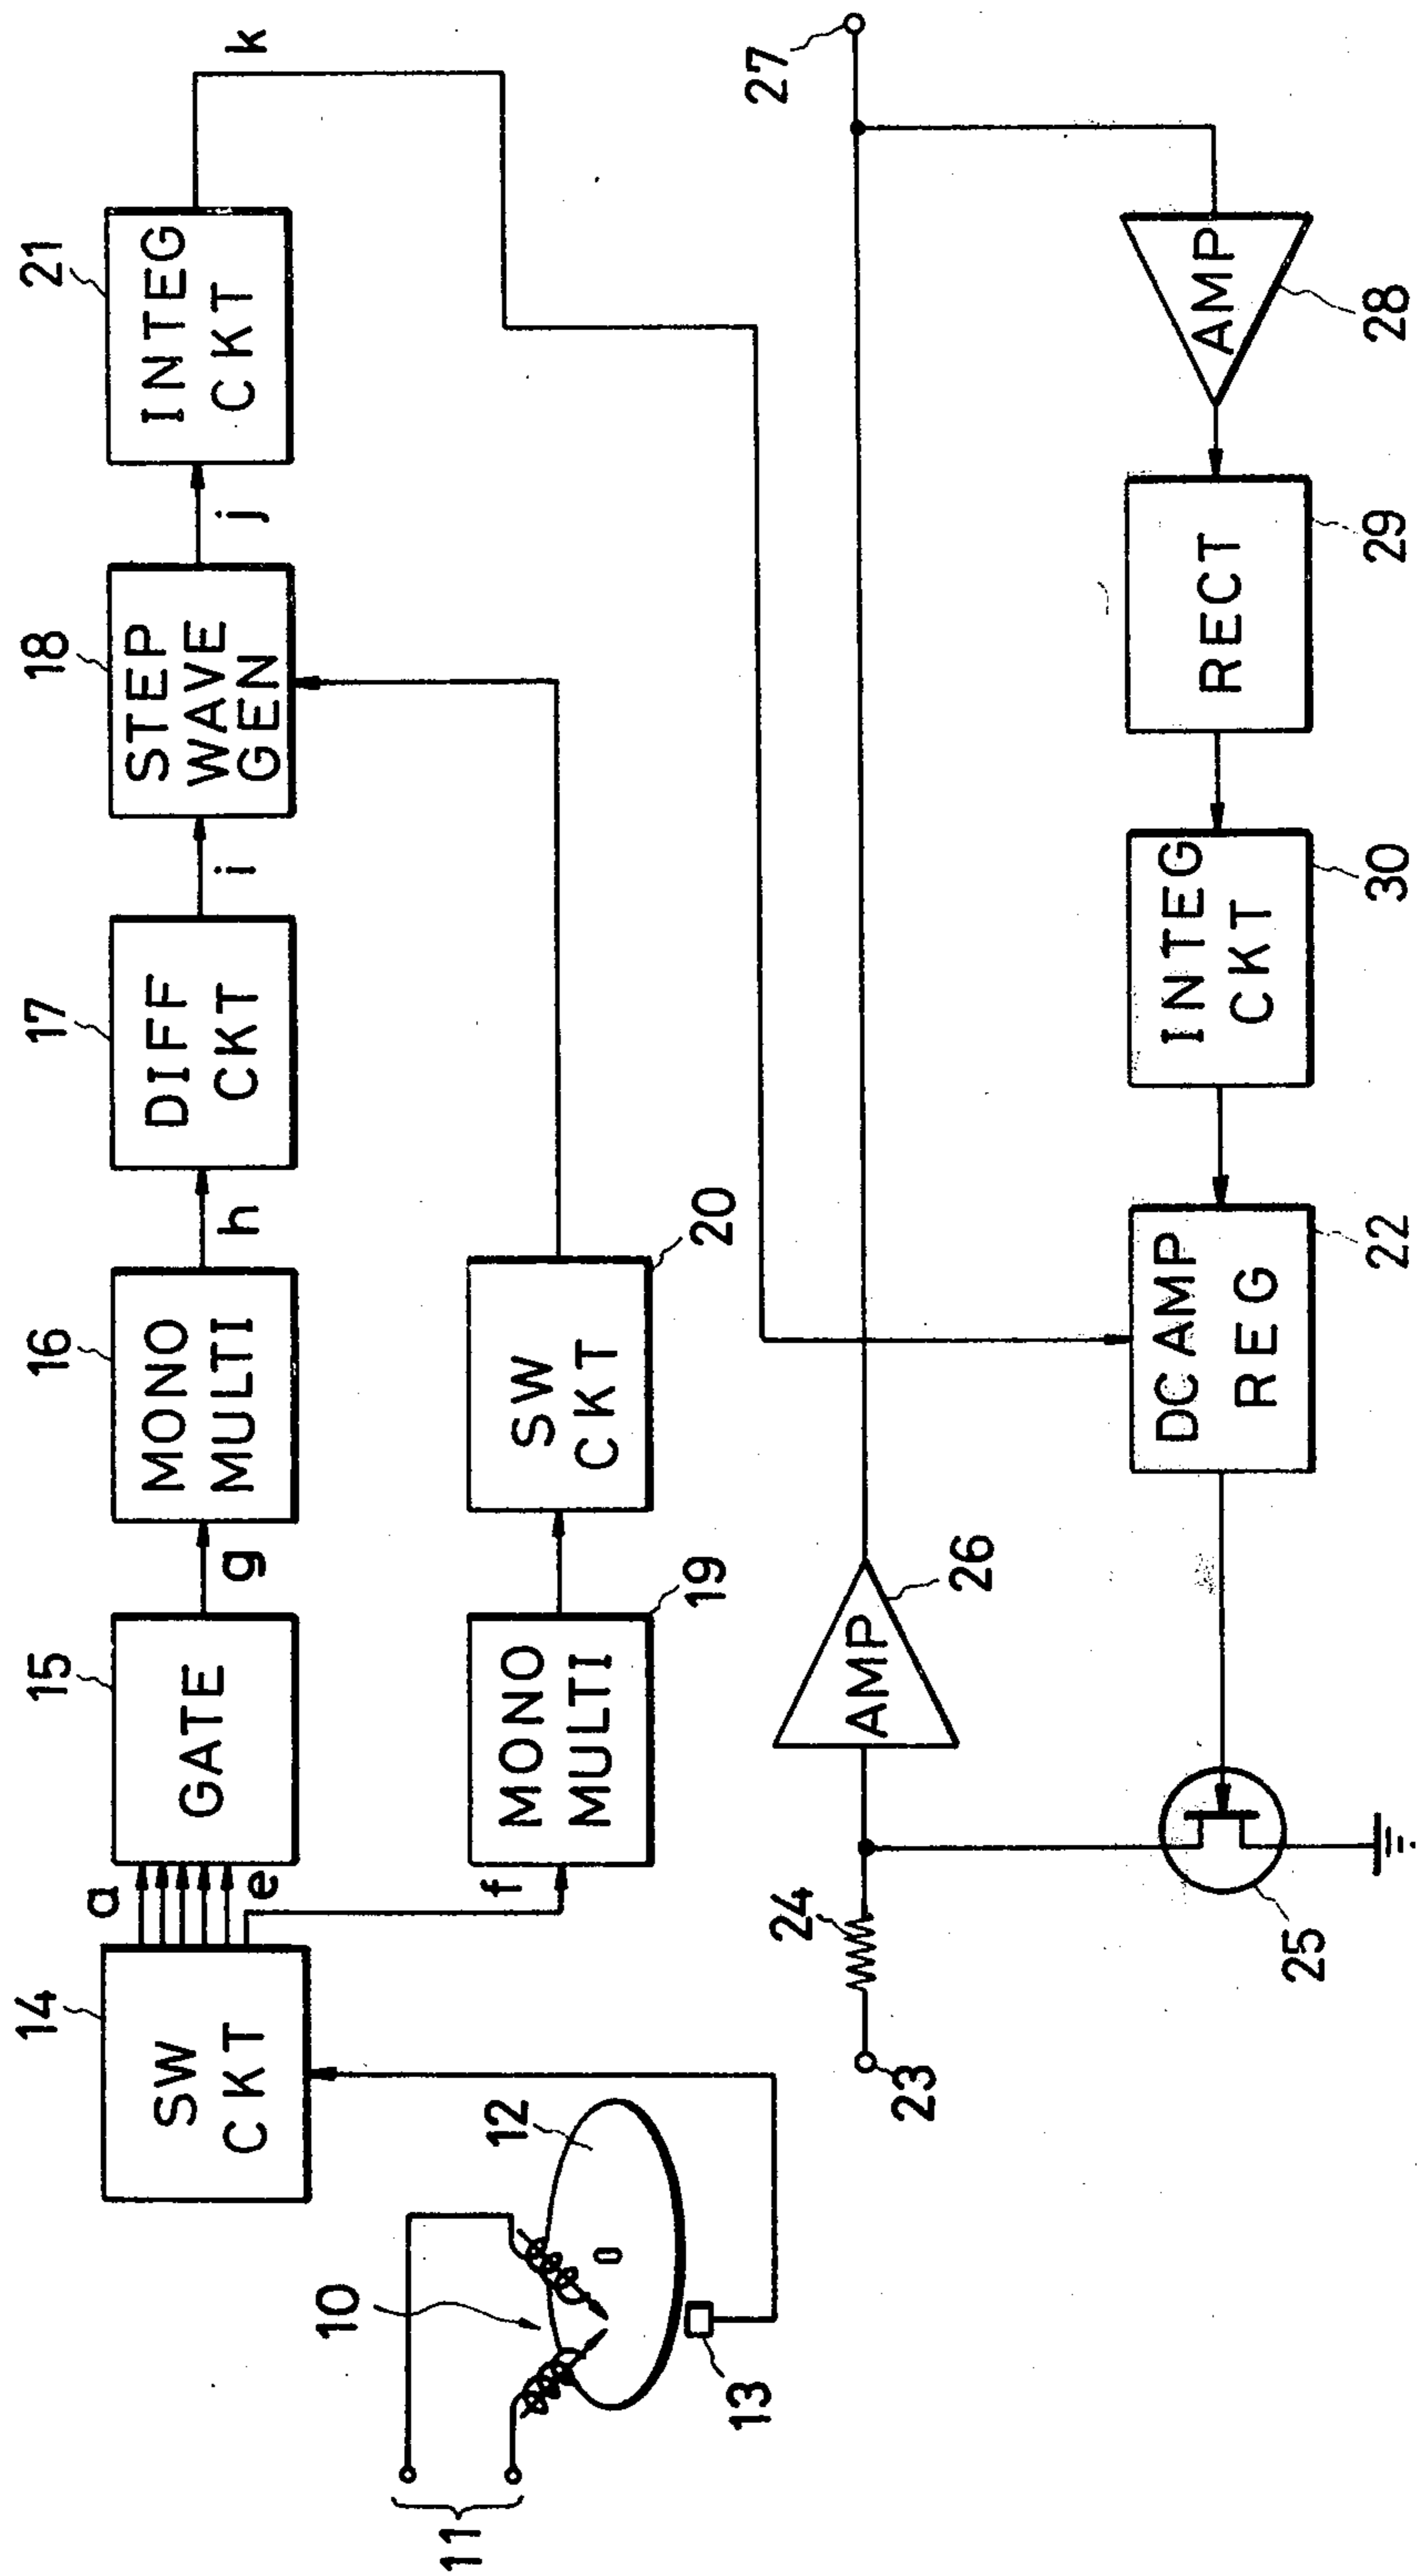 14
SW
CKT
a
e
f
15
GATE
g
16
MONO
MULTI
h
17
DIFF
CKT
i
18
STEP
WAVE
GEN
j
21
INTEG
CKT
k
19
MONO
MULTI
20
SW
CKT
11
10
12
13
23
24
AMP
26
27
25
DC AMP
REG
22
INTEG
CKT
30
RECT
29
AMP
28